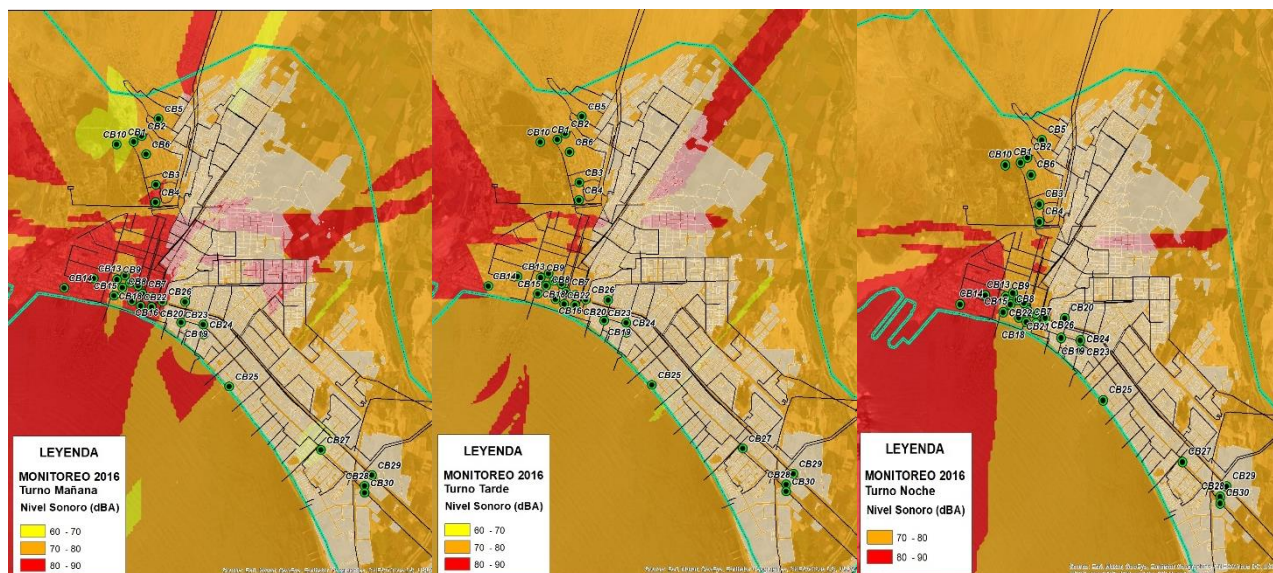 CB5
CB2
CB10
CB1
CB6
CB3
CB4
CB14
CB13
CB9
CB8
CB7
CB15
CB22
CB26
CB18
CB16
CB20
CB23
CB24
CB19
CB25
CB27
CB29
CB28
CB30
LEYENDA
MONITOREO 2016
Turno Mañana
Nivel Sonoro (dBA)
60 - 70
70 - 80
80 - 90
CB5
CB2
CB10
CB1
CB6
CB3
CB4
CB14
CB13
CB9
CB8
CB7
CB15
CB22
CB26
CB18
CB16
CB20
CB23
CB24
CB19
CB25
CB27
CB29
CB28
CB30
LEYENDA
MONITOREO 2016
Turno Tarde
Nivel Sonoro (dBA)
60 - 70
70 - 80
80 - 90
CB5
CB2
CB10
CB1
CB6
CB3
CB4
CB14
CB13
CB9
CB8
CB15
CB22
CB7
CB20
CB18
CB21
CB26
CB24
CB19
CB23
CB25
CB27
CB29
CB28
CB30
LEYENDA
MONITOREO 2016
Turno Noche
Nivel Sonoro (dBA)
70 - 80
80 - 90